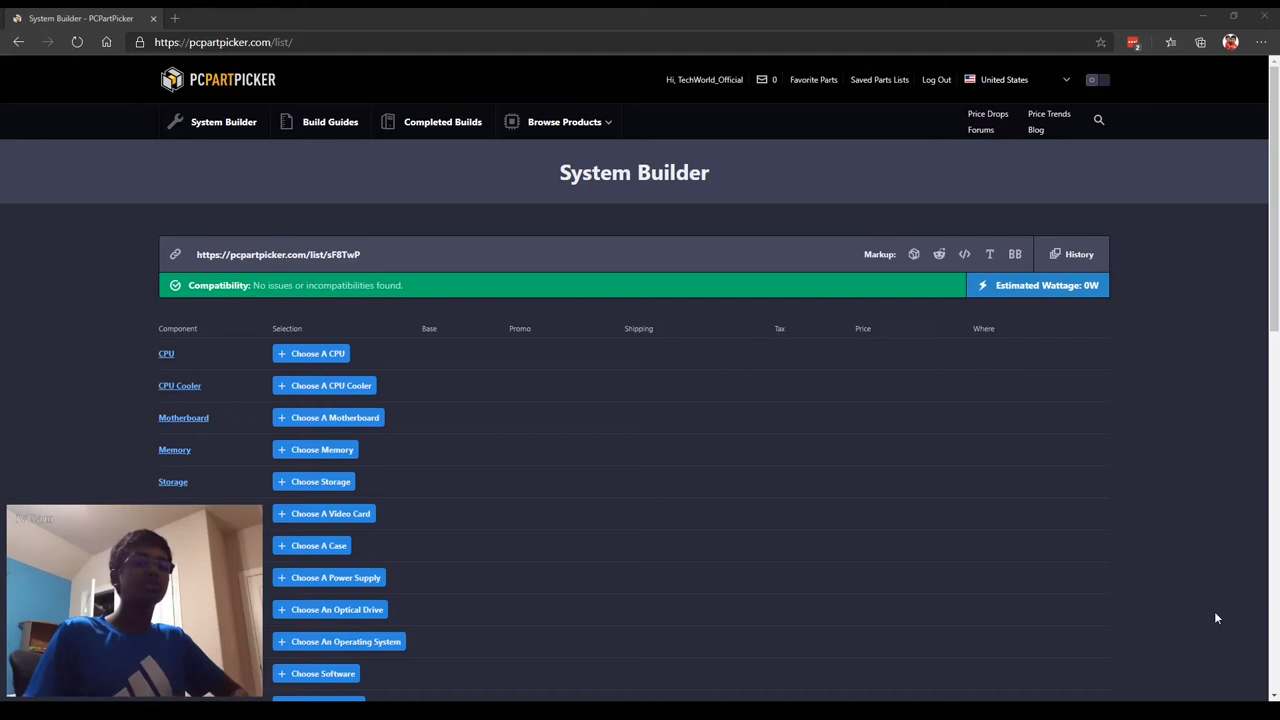 System Builder - PCPartPicker
https://pcpartpicker.com/list/
2
PCPARTPICKER
Hi, TechWorld_Official
0
Favorite Parts
Saved Parts Lists
Log Out
United States
System Builder
Build Guides
Completed Builds
Browse Products
Price Drops
Price Trends
Forums
Blog
System Builder
https://pcpartpicker.com/list/sF8TwP
Markup:
T
BB
History
Compatibility: No issues or incompatibilities found.
Estimated Wattage: 0W
Component Selection Base Promo Shipping Tax Price Where
CPU
+ Choose A CPU
CPU Cooler
+ Choose A CPU Cooler
Motherboard
+ Choose A Motherboard
Memory
+ Choose Memory
Storage
+ Choose Storage
+ Choose A Video Card
+ Choose A Case
+ Choose A Power Supply
+ Choose An Optical Drive
+ Choose An Operating System
+ Choose Software
iVCam